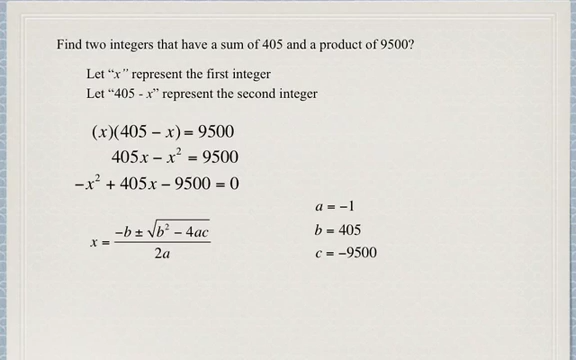 Find two integers that have a sum of 405 and a product of 9500?
Let “x” represent the first integer
Let “405 - x” represent the second integer
(x)(405 − x) = 9500
405x − x² = 9500
−x² + 405x − 9500 = 0
x = (−b ± √(b² − 4ac)) / 2a
a = −1
b = 405
c = −9500